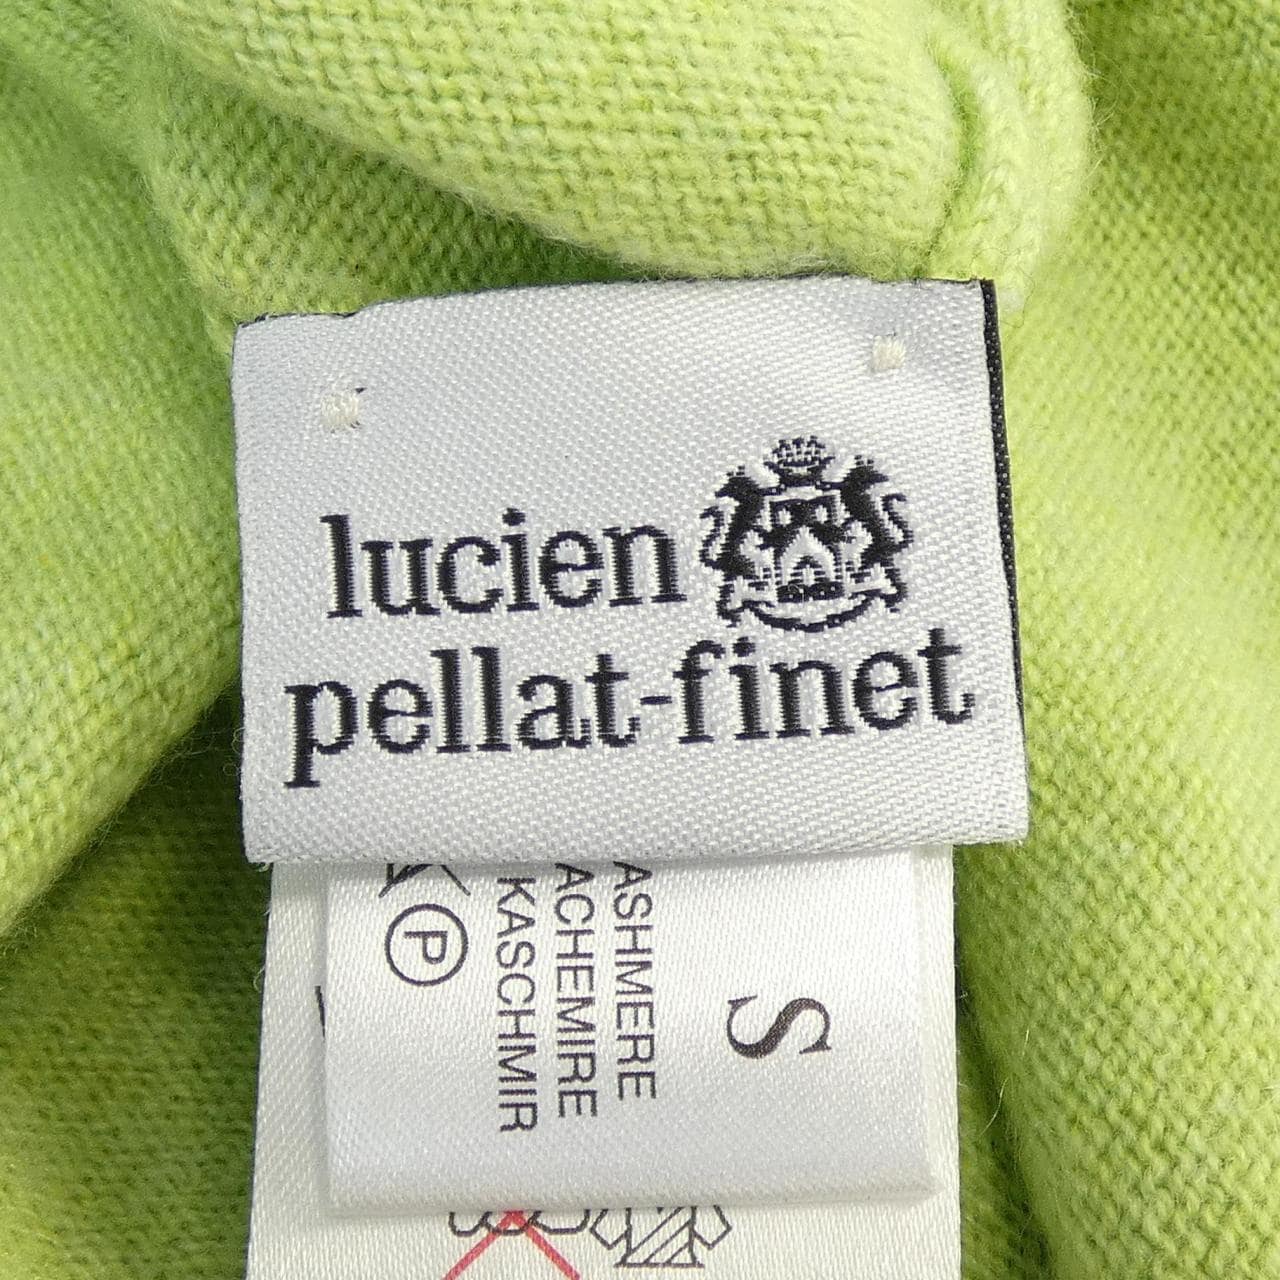 lucien
pellat-finet
S
ASHMERE
ACHEMIRE
KASCHMIR
P